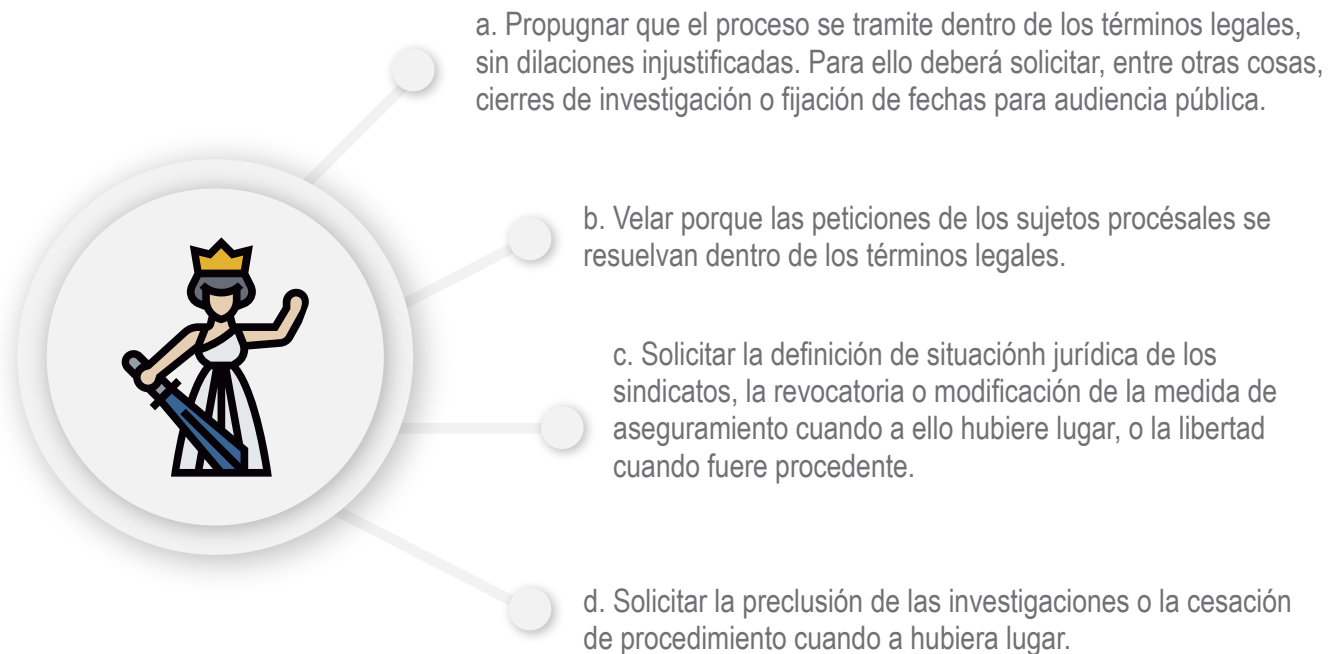 a. Propugnar que el proceso se tramite dentro de los términos legales,
sin dilaciones injustificadas. Para ello deberá solicitar, entre otras cosas,
cierres de investigación o fijación de fechas para audiencia pública.
b. Velar porque las peticiones de los sujetos procésales se
resuelvan dentro de los términos legales.
c. Solicitar la definición de situaciónh jurídica de los
sindicatos, la revocatoria o modificación de la medida de
aseguramiento cuando a ello hubiere lugar, o la libertad
cuando fuere procedente.
d. Solicitar la preclusión de las investigaciones o la cesación
de procedimiento cuando a hubiera lugar.